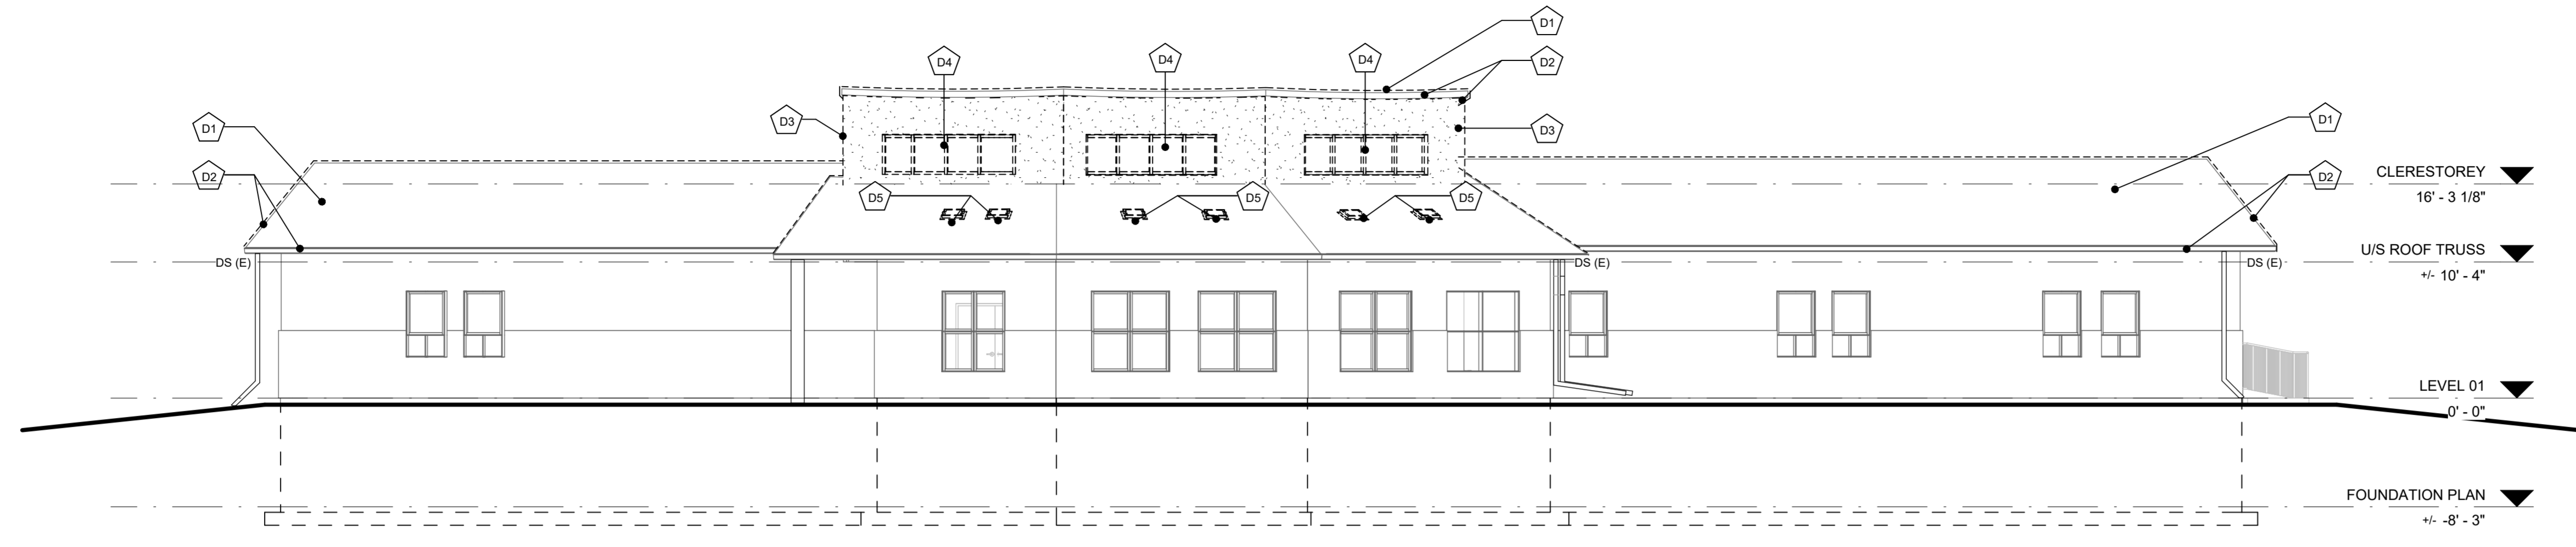 D1
D4
D4
D4
D2
D3
D3
D1
D1
D2
D2
CLERESTOREY
16' - 3 1/8"
D5
D5
D5
U/S ROOF TRUSS
+/- 10' - 4"
DS (E)
DS (E)
DS (E)
LEVEL 01
0' - 0"
FOUNDATION PLAN
+/- -8' - 3"